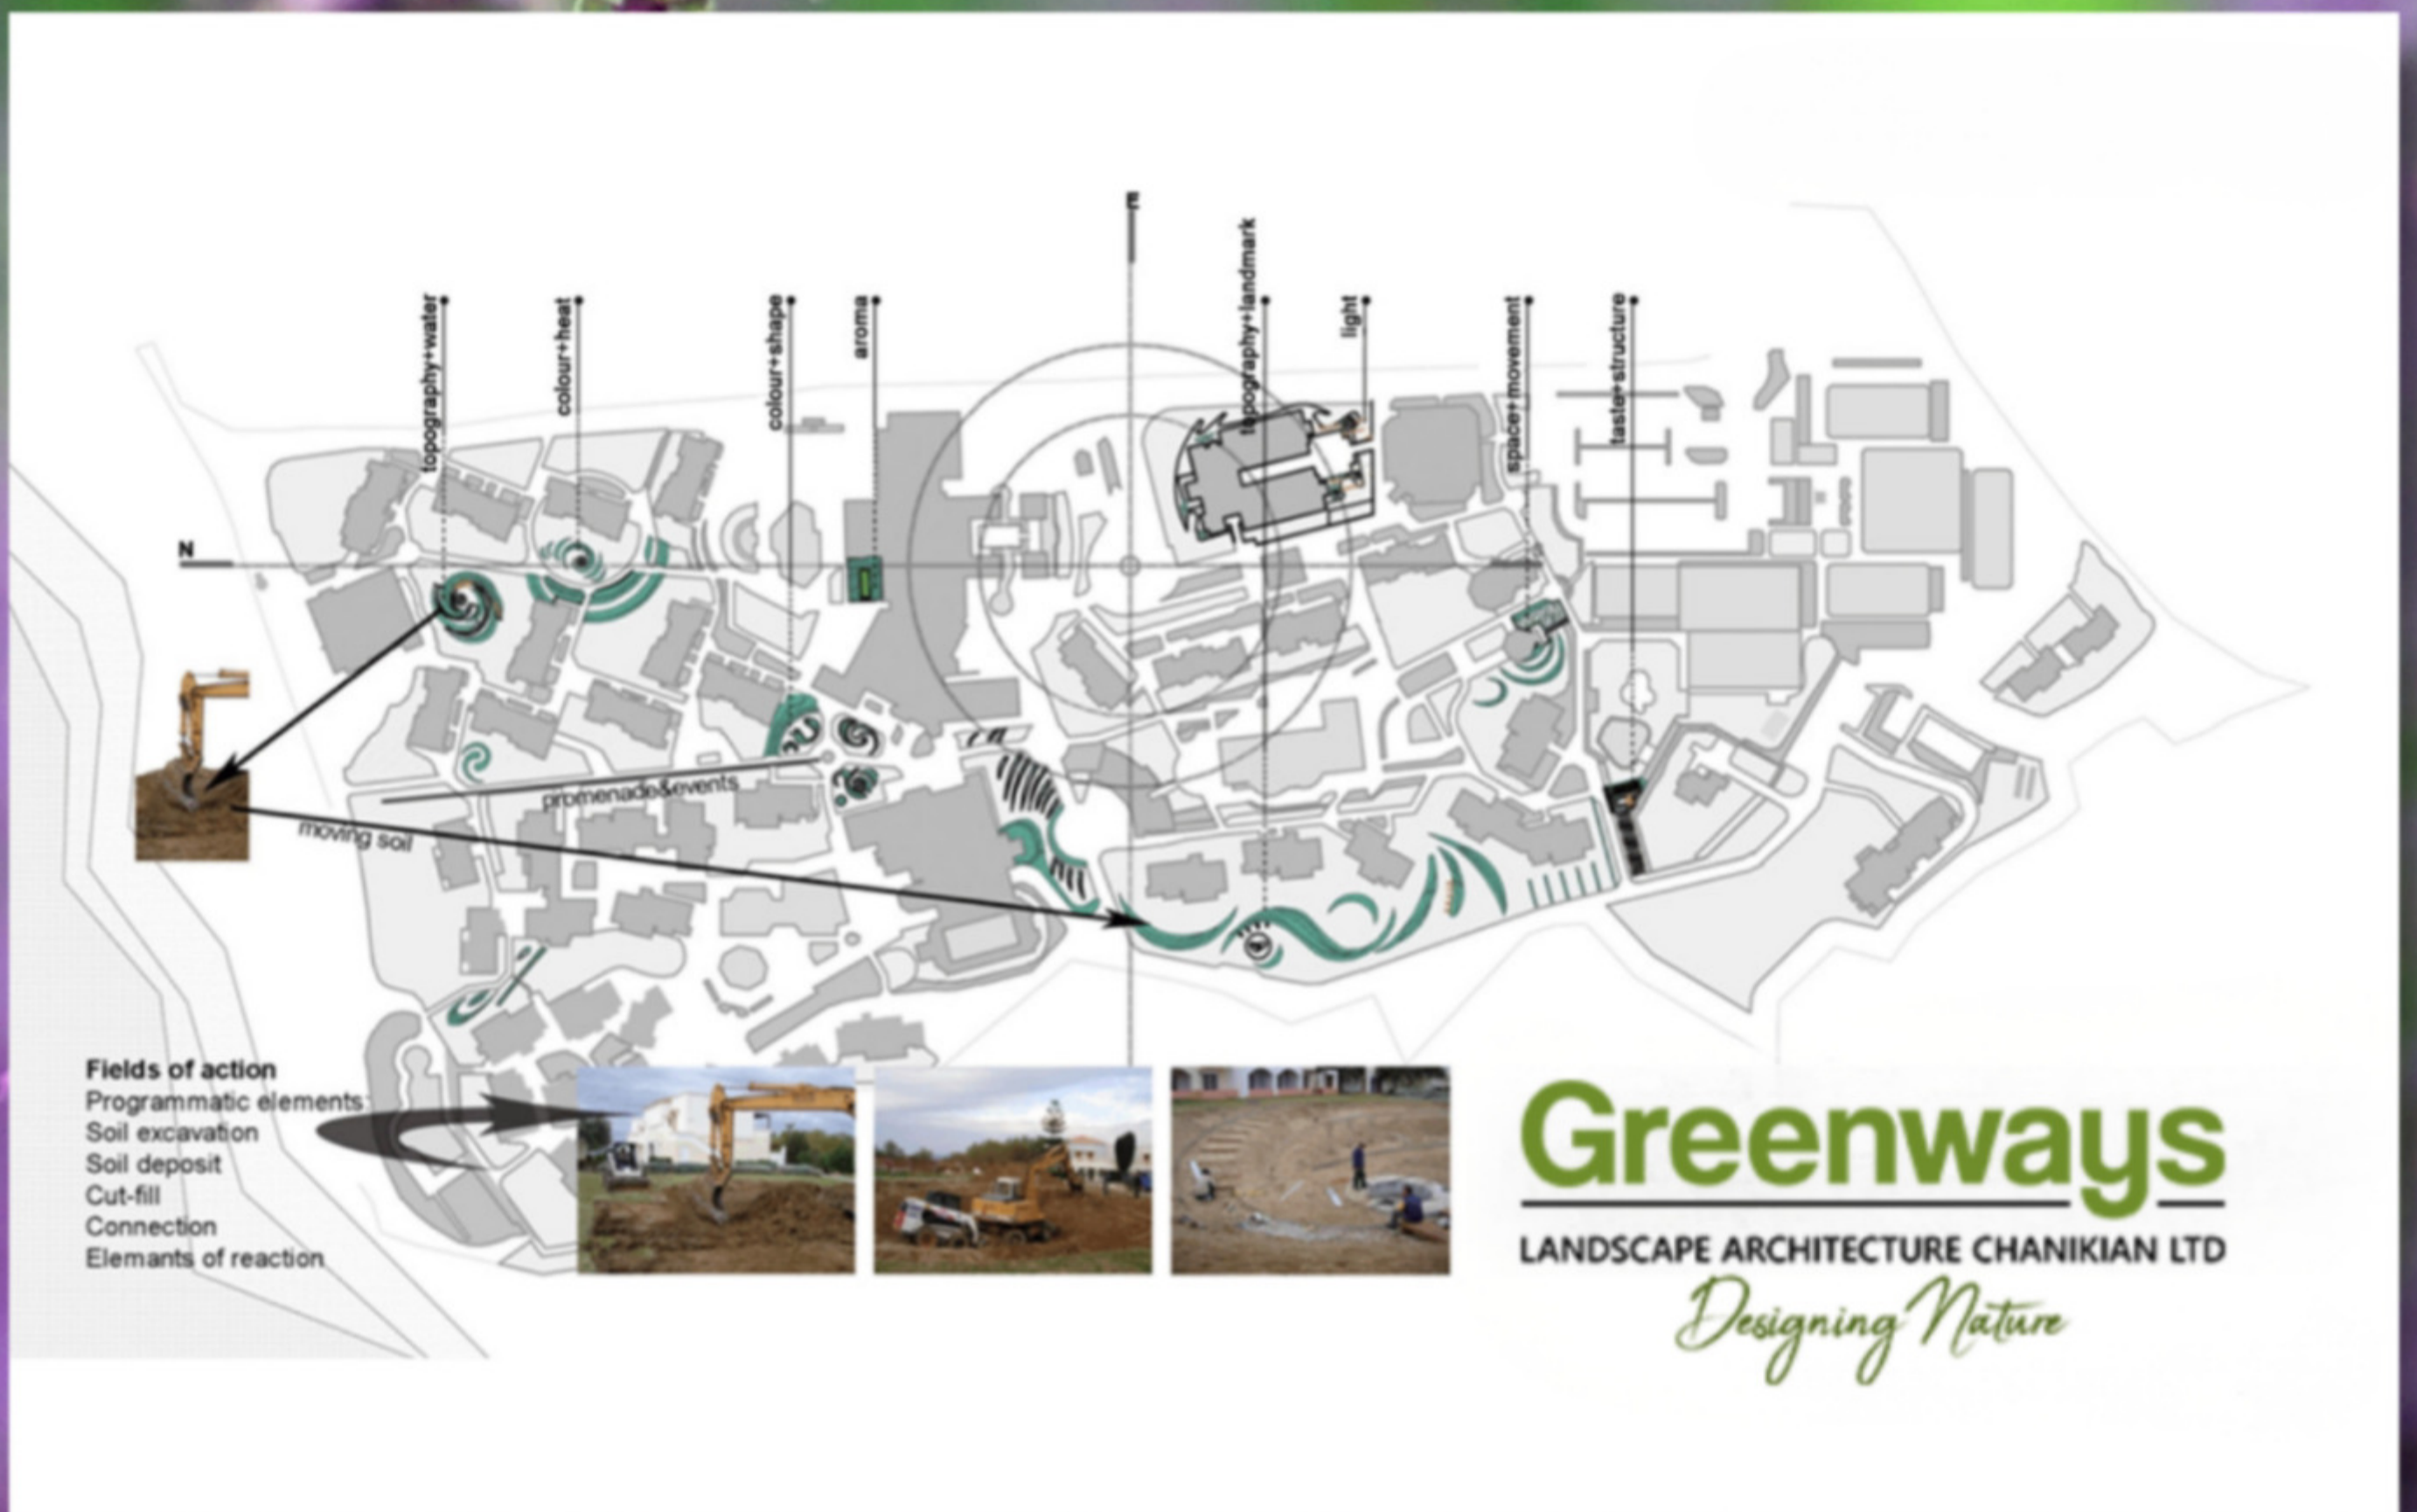 E
topography+water
colour+heat
colour+shape
aroma
topography+landmark
light
space+movement
taste+structure
N
promenade&events
moving soil
Fields of action
Programmatic elements:
Soil excavation
Soil deposit
Cut-fill
Connection
Elemants of reaction
Greenways
LANDSCAPE ARCHITECTURE CHANIKIAN LTD
Designing Nature